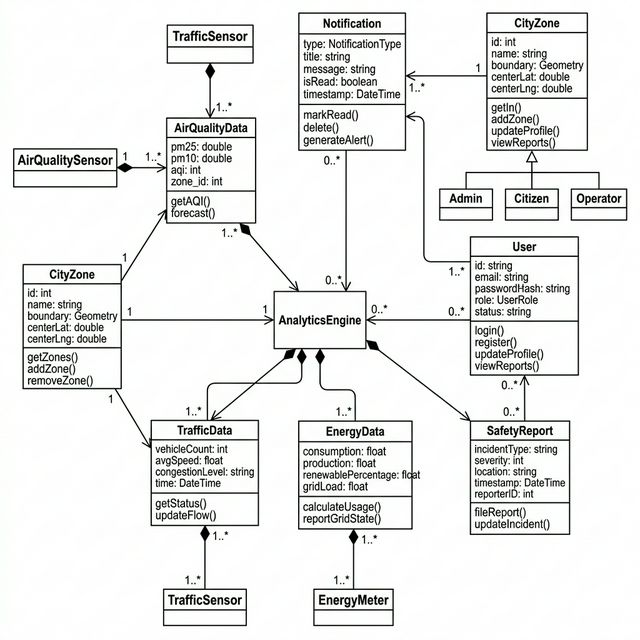 TrafficSensor
1..*
AirQualityData
pm25: double
pm10: double
aqi: int
zone_id: int
getAQI()
forecast()
1..*
AirQualitySensor
1
1..*
Notification
type: NotificationType
title: string
message: string
isRead: boolean
timestamp: DateTime
markRead()
delete()
generateAlert()
0..*
CityZone
id: int
name: string
boundary: Geometry
centerLat: double
centerLng: double
getIn()
addZone()
updateProfile()
viewReports()
1
1..*
Admin
Citizen
Operator
User
id: string
email: string
passwordHash: string
role: UserRole
status: string
login()
register()
updateProfile()
viewReports()
1..*
0..*
0..*
CityZone
id: int
name: string
boundary: Geometry
centerLat: double
centerLng: double
getZones()
addZone()
removeZone()
1
1
1
1
AnalyticsEngine
0..*
0..*
1..*
TrafficData
vehicleCount: int
avgSpeed: float
congestionLevel: string
time: DateTime
getStatus()
updateFlow()
1..*
1..*
TrafficSensor
1..*
EnergyData
consumption: float
production: float
renewablePercentage: float
gridLoad: float
calculateUsage()
reportGridState()
1..*
1..*
EnergyMeter
0..*
SafetyReport
incidentType: string
severity: int
location: string
timestamp: DateTime
reporterID: int
fileReport()
updateIncident()